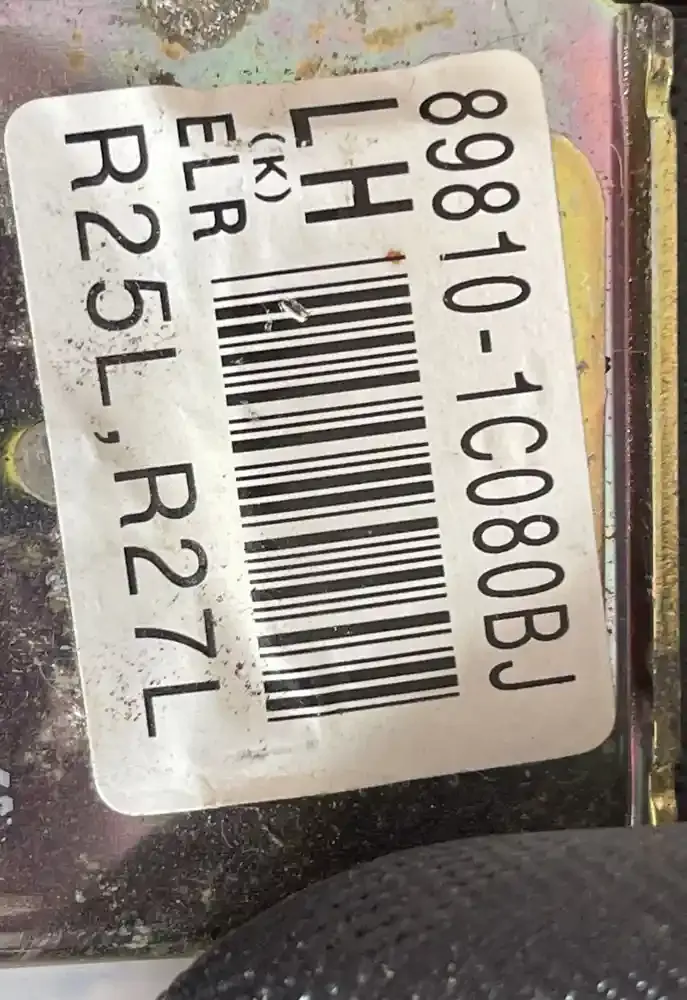 89810-1C080BJ
LH
(K)
ELR
R25L,R27L